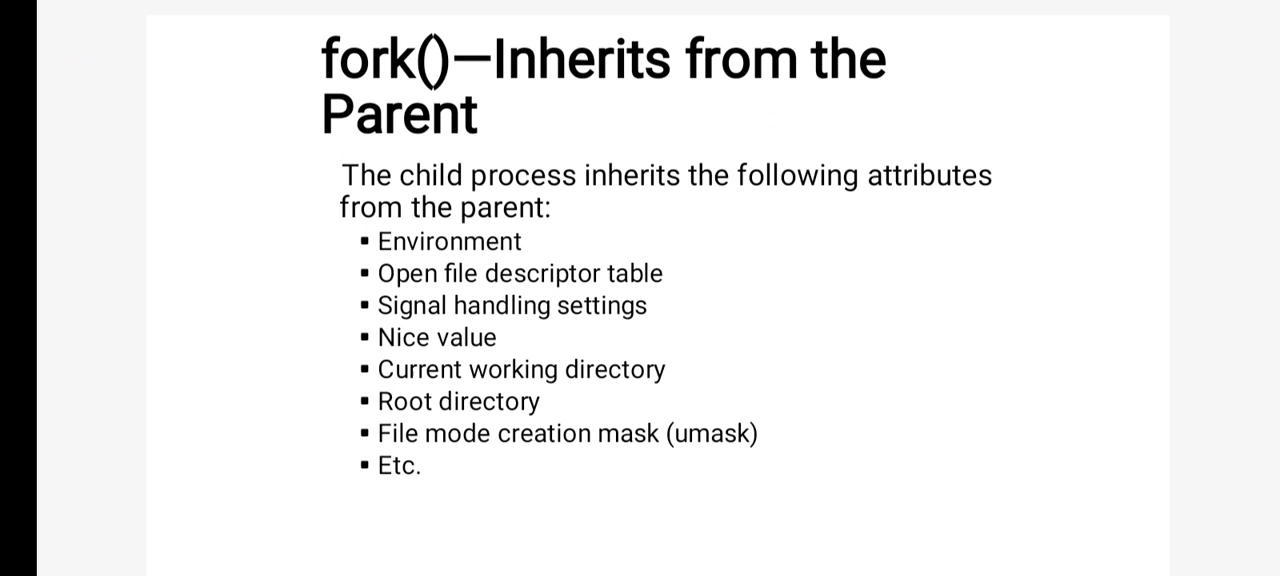 fork()—Inherits from the
Parent
The child process inherits the following attributes
from the parent:
▪ Environment
▪ Open file descriptor table
▪ Signal handling settings
▪ Nice value
▪ Current working directory
▪ Root directory
▪ File mode creation mask (umask)
▪ Etc.